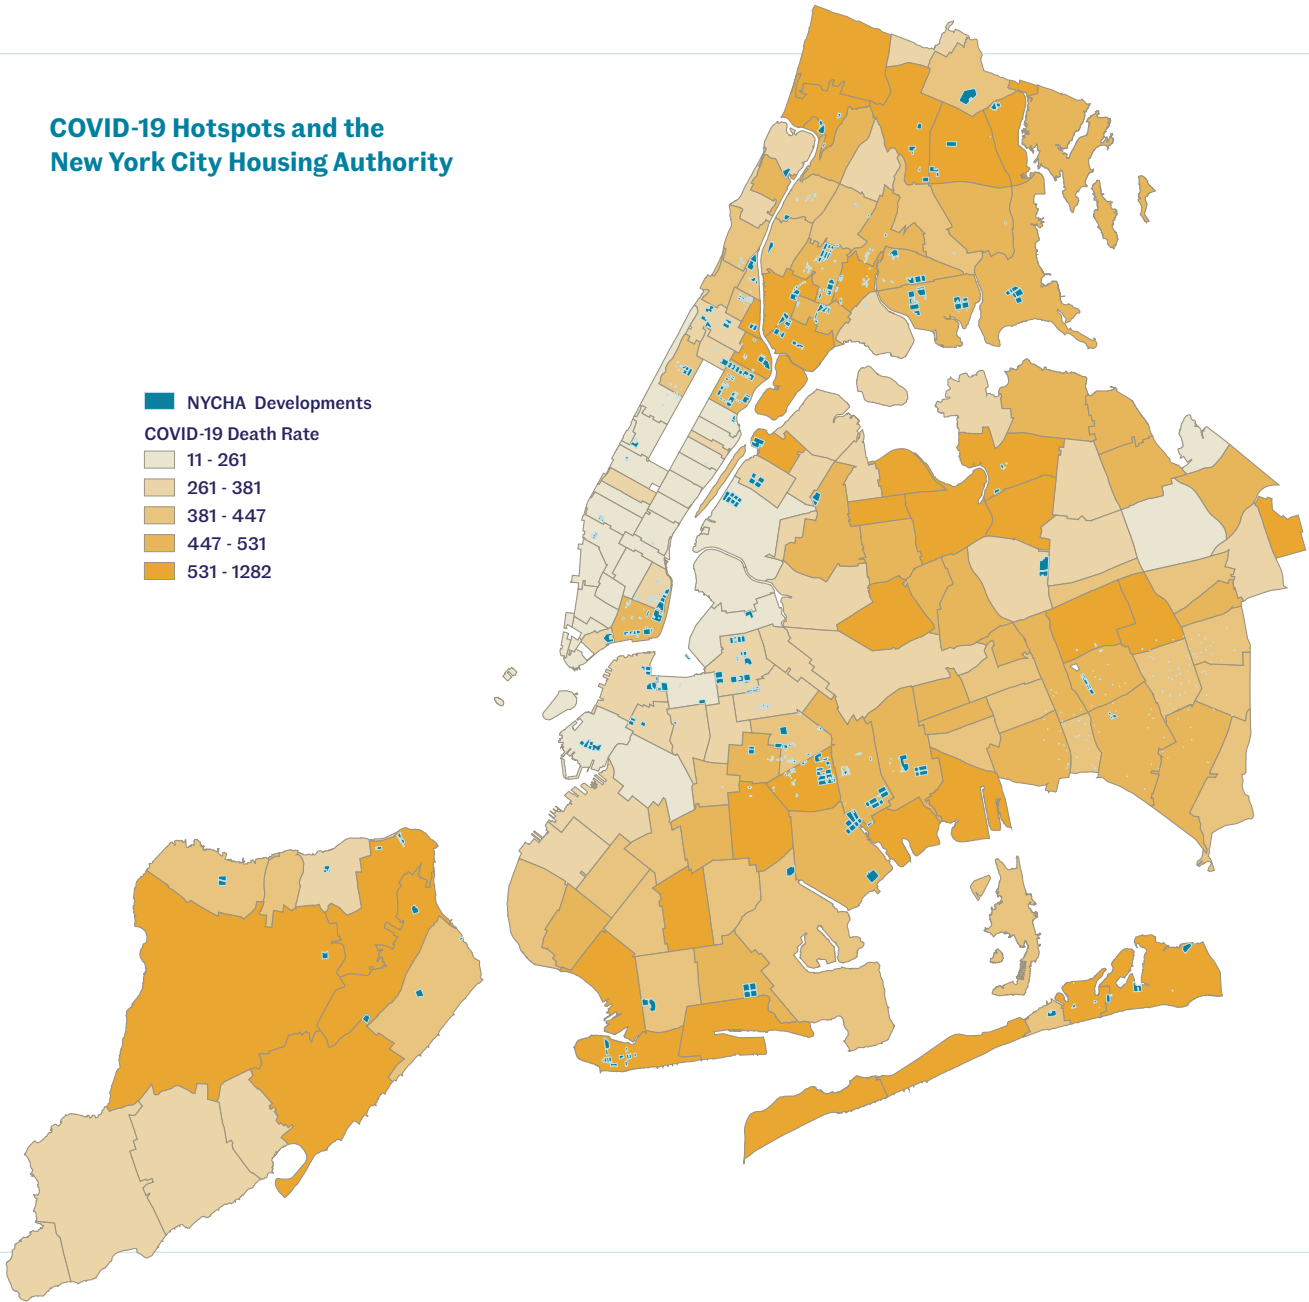 COVID-19 Hotspots and the
New York City Housing Authority
NYCHA Developments
COVID-19 Death Rate
11 - 261
261 - 381
381 - 447
447 - 531
531 - 1282